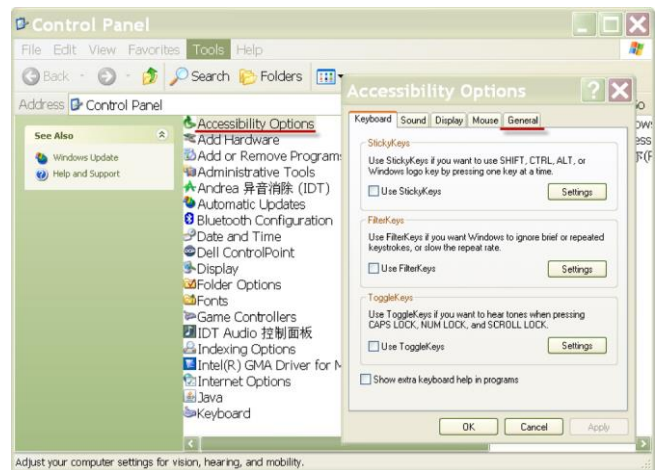 Control Panel
File Edit View Favorites Tools Help
Back Search Folders
Address Control Panel
See Also
Windows Update
Help and Support
Accessibility Options
Add Hardware
Add or Remove Program
Administrative Tools
Andrea 异音消除 (IDT)
Automatic Updates
Bluetooth Configuration
Date and Time
Dell ControlPoint
Display
Folder Options
Fonts
Game Controllers
IDT Audio 控制面板
Indexing Options
Intel(R) GMA Driver for M
Internet Options
Java
Keyboard
Accessibility Options
Keyboard Sound Display Mouse General
StickyKeys
Use StickyKeys if you want to use SHIFT, CTRL, ALT, or
Windows logo key by pressing one key at a time.
Use StickyKeys Settings
FilterKeys
Use FilterKeys if you want Windows to ignore brief or repeated
keystrokes, or slow the repeat rate.
Use FilterKeys Settings
ToggleKeys
Use ToggleKeys if you want to hear tones when pressing
CAPS LOCK, NUM LOCK, and SCROLL LOCK.
Use ToggleKeys Settings
Show extra keyboard help in programs
OK Cancel Apply
Adjust your computer settings for vision, hearing, and mobility.